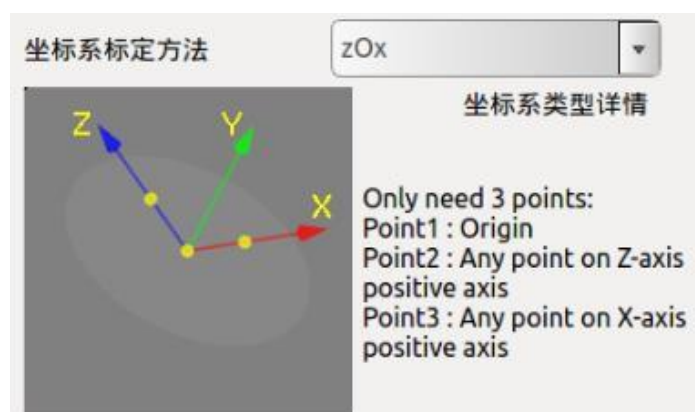 坐标系标定方法
zOx
坐标系类型详情
Z
Y
X
Only need 3 points:
Point1 : Origin
Point2 : Any point on Z-axis
positive axis
Point3 : Any point on X-axis
positive axis